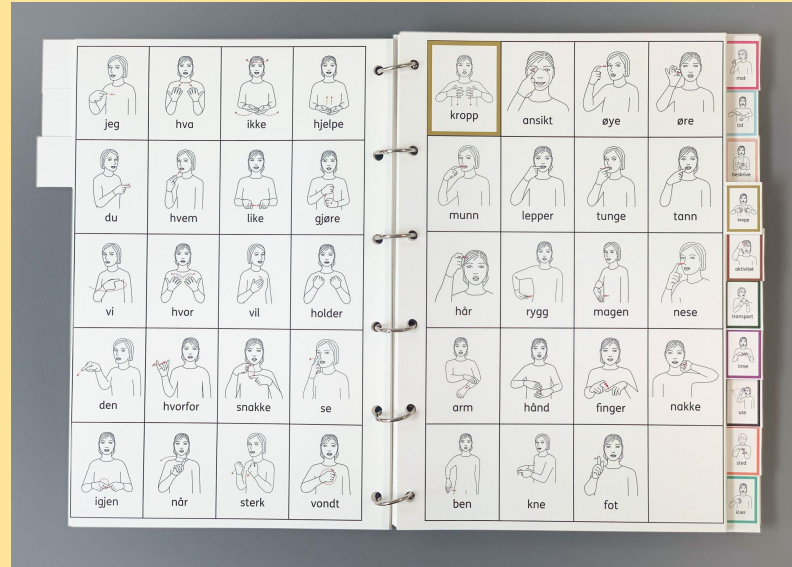 jeg hva ikke hjelpe
du hvem like gjøre
vi hvor vil holder
den hvorfor snakke se
igjen når sterk vondt
kropp ansikt øye øre
munn lepper tunge tann
hår rygg magen nese
arm hånd finger nakke
ben kne fot
mat
tid
beskrive
kropp
aktivitet
transport
inne
ute
sted
klær